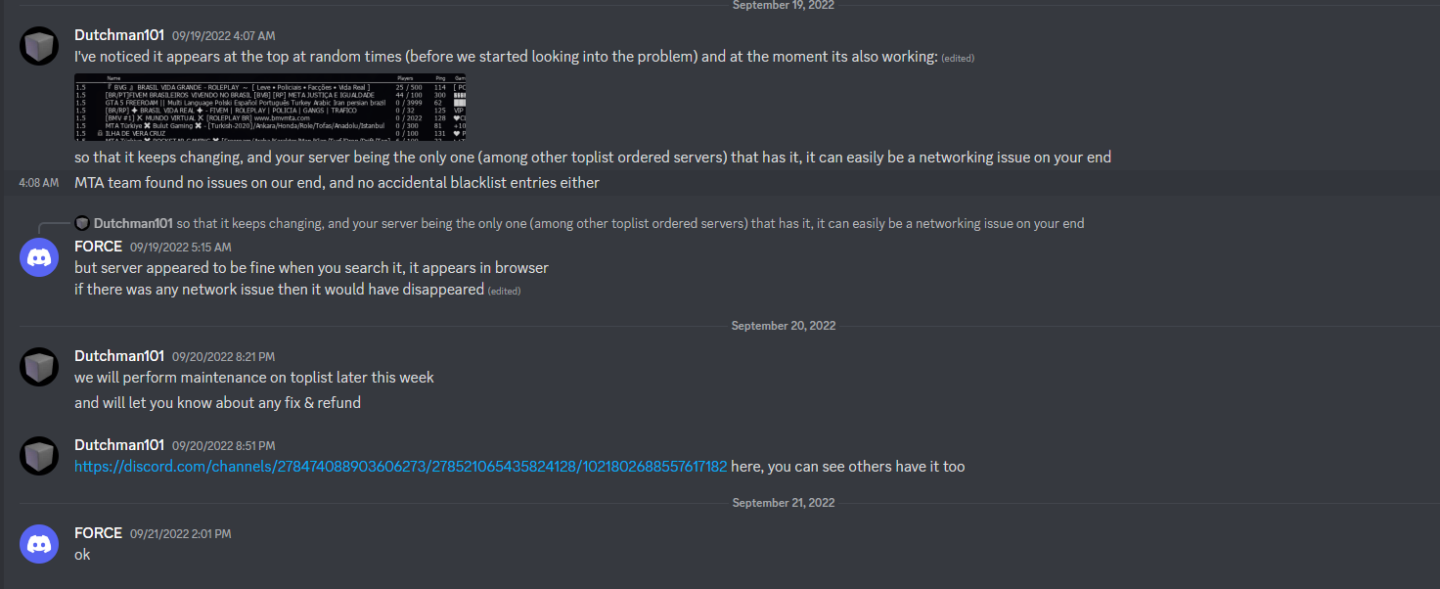 September 19, 2022
Dutchman101 09/19/2022 4:07 AM
I've noticed it appears at the top at random times (before we started looking into the problem) and at the moment its also working: (edited)
Name Players Ping Gam
1.5 BVG BRASIL VIDA GRANDE - ROLEPLAY ~ [ Leve • Policiais • Facções • Vida Real ] 25 / 500 114 [ PC
1.5 [BR/PT]FIVEM BRASILEIROS VIVENDO NO BRASIL [BVB] [RP] META JUSTIÇA E IGUALDADE 44 / 100 300
1.5 GTA 5 FREEROAM || Multi Language Polski Español Português Turkey Arabic Iran persian brazil 0 / 3999 62
1.5 [BR/RP] ✦ BRASIL VIDA REAL ✦ - FIVEM | ROLEPLAY | POLICIA | GANGS | TRAFICO 0 / 32 125 VIP
1.5 [BMV #1] ✕ MUNDO VIRTUAL ✕ [ROLEPLAY BR] www.bmvmta.com 0 / 2022 128
1.5 MTA Türkiye ✖ Bulut Gaming ✖ - [Turkish-2020]/Ankara/Honda/Role/Tofas/Anadolu/Istanbul 0 / 300 81 +10
1.5 ILHA DE VERA CRUZ 0 / 100 131
so that it keeps changing, and your server being the only one (among other toplist ordered servers) that has it, it can easily be a networking issue on your end
4:08 AM MTA team found no issues on our end, and no accidental blacklist entries either
Dutchman101 so that it keeps changing, and your server being the only one (among other toplist ordered servers) that has it, it can easily be a networking issue on your end
FORCE 09/19/2022 5:15 AM
but server appeared to be fine when you search it, it appears in browser
if there was any network issue then it would have disappeared (edited)
September 20, 2022
Dutchman101 09/20/2022 8:21 PM
we will perform maintenance on toplist later this week
and will let you know about any fix & refund
Dutchman101 09/20/2022 8:51 PM
https://discord.com/channels/278474088903606273/278521065435824128/1021802688557617182 here, you can see others have it too
September 21, 2022
FORCE 09/21/2022 2:01 PM
ok